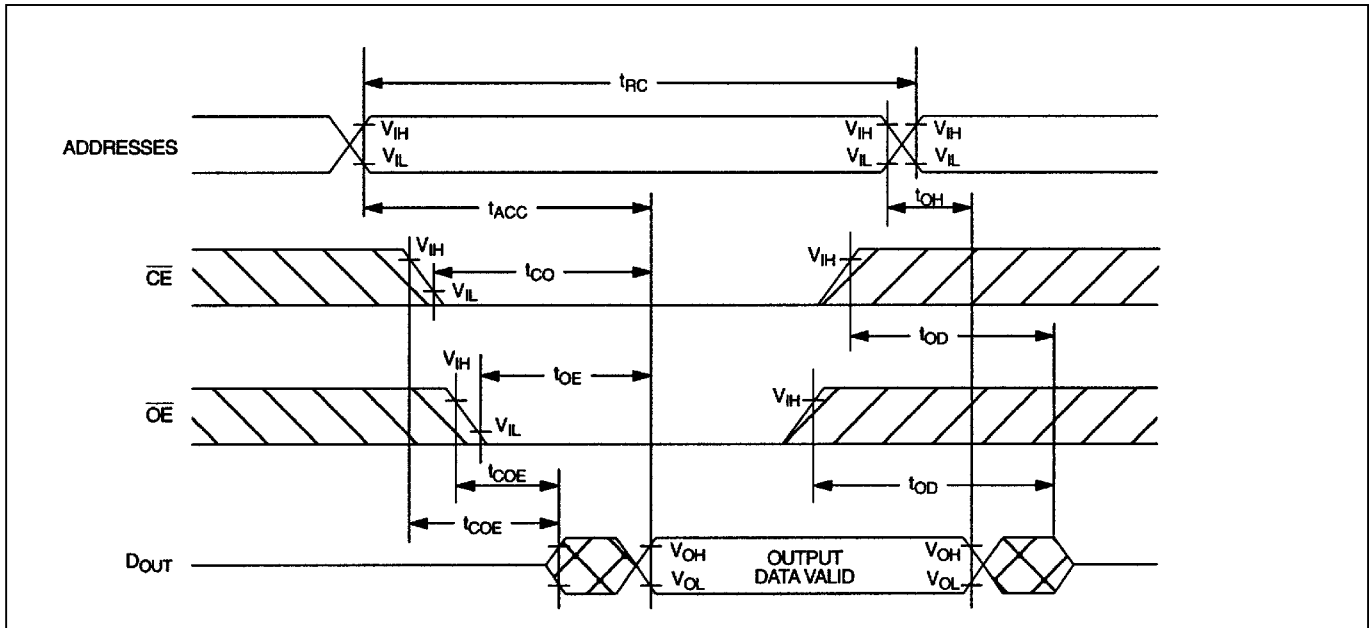 tRC
ADDRESSES
VIH
VIL
VIH
VIL
VIH
VIL
tACC
tOH
CE
VIH
VIL
tCO
VIH
tOD
OE
VIH
VIL
tOE
VIH
tCOE
tOD
tCOE
DOUT
VOH
VOL
OUTPUT
DATA VALID
VOH
VOL